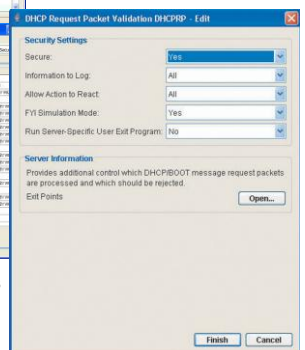 DHCP Request Packet Validation DHCPRP - Edit
Security Settings
Secure: Yes
Information to Log: All
Allow Action to React: All
FYI Simulation Mode: Yes
Run Server-Specific User Exit Program: No
Server Information
Provides additional control which DHCP/BOOT message request packets
are processed and which should be rejected.
Exit Points Open...
Finish Cancel